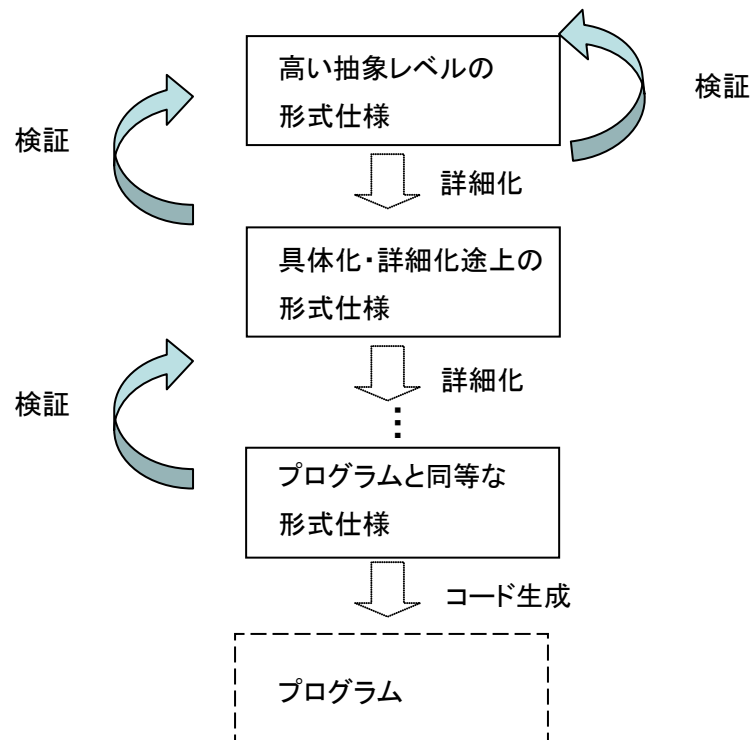 高い抽象レベルの
形式仕様
検証
検証
詳細化
具体化・詳細化途上の
形式仕様
詳細化
検証
⋮
プログラムと同等な
形式仕様
コード生成
プログラム